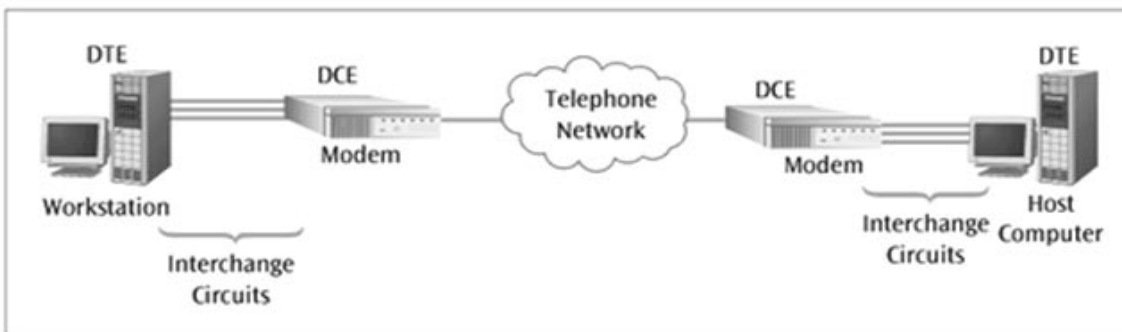 DTE
DCE
Modem
Workstation
Interchange
Circuits
Telephone
Network
DCE
Modem
DTE
Host
Computer
Interchange
Circuits